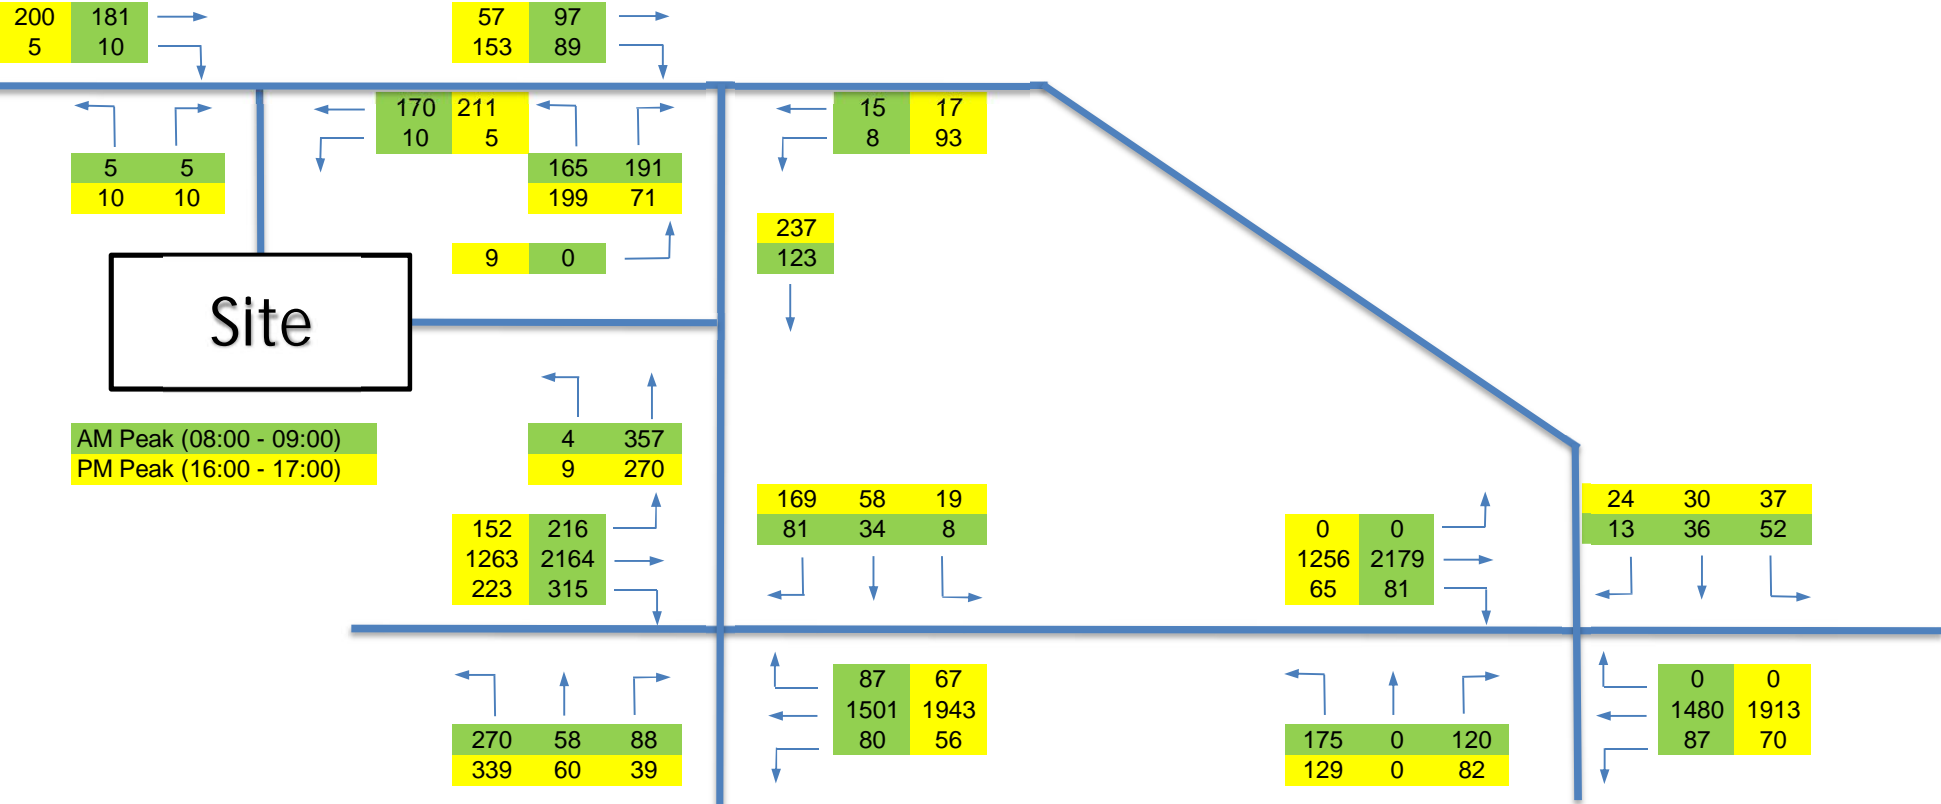 200 181 57 97
5 10 153 89
170 211 15 17
10 5 8 93
5 5 165 191
10 10 199 71
237
9 0 123
Site
AM Peak (08:00 - 09:00) 4 357
PM Peak (16:00 - 17:00) 9 270
169 58 19 24 30 37
152 216 81 34 8 0 0 13 36 52
1263 2164 1256 2179
223 315 65 81
87 67 0 0
1501 1943 1480 1913
270 58 88 80 56 175 0 120 87 70
339 60 39 129 0 82